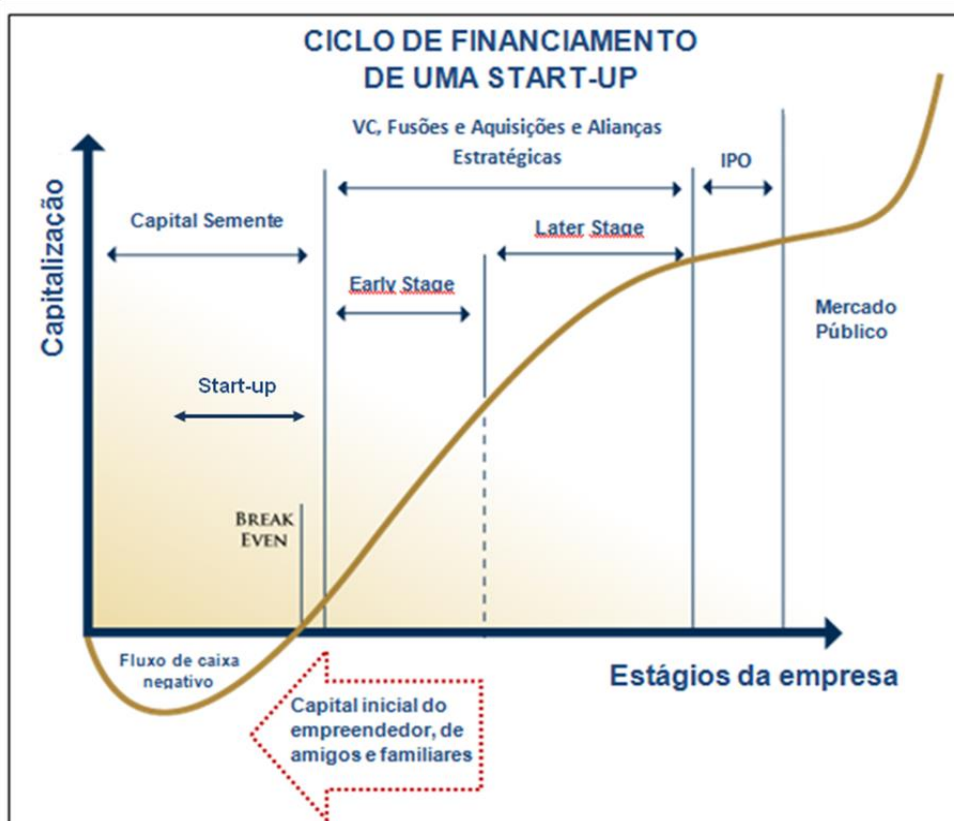 CICLO DE FINANCIAMENTO
DE UMA START-UP
VC, Fusões e Aquisições e Alianças
Estratégicas
IPO
Capital Semente
Later Stage
Early Stage
Capitalização
Mercado
Público
Start-up
BREAK
EVEN
Fluxo de caixa
negativo
Estágios da empresa
Capital inicial do
empreendedor, de
amigos e familiares